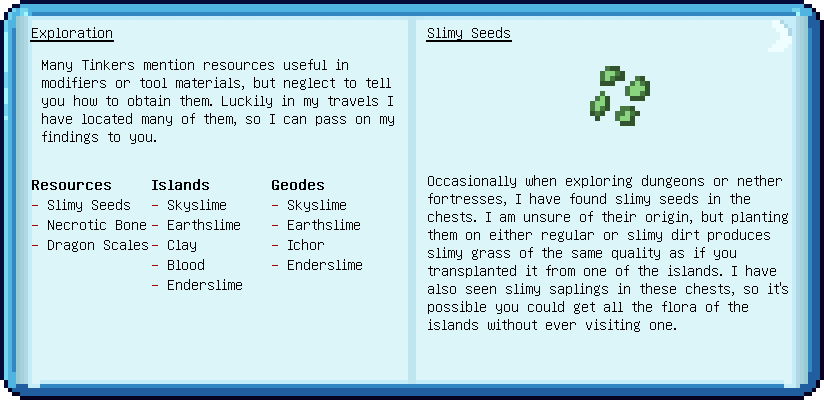 Exploration
Many Tinkers mention resources useful in
modifiers or tool materials, but neglect to tell
you how to obtain them. Luckily in my travels I
have located many of them, so I can pass on my
findings to you.
Resources
- Slimy Seeds
- Necrotic Bone
- Dragon Scales
Islands
- Skyslime
- Earthslime
- Clay
- Blood
- Enderslime
Geodes
- Skyslime
- Earthslime
- Ichor
- Enderslime
Slimy Seeds
Occasionally when exploring dungeons or nether
fortresses, I have found slimy seeds in the
chests. I am unsure of their origin, but planting
them on either regular or slimy dirt produces
slimy grass of the same quality as if you
transplanted it from one of the islands. I have
also seen slimy saplings in these chests, so it's
possible you could get all the flora of the
islands without ever visiting one.